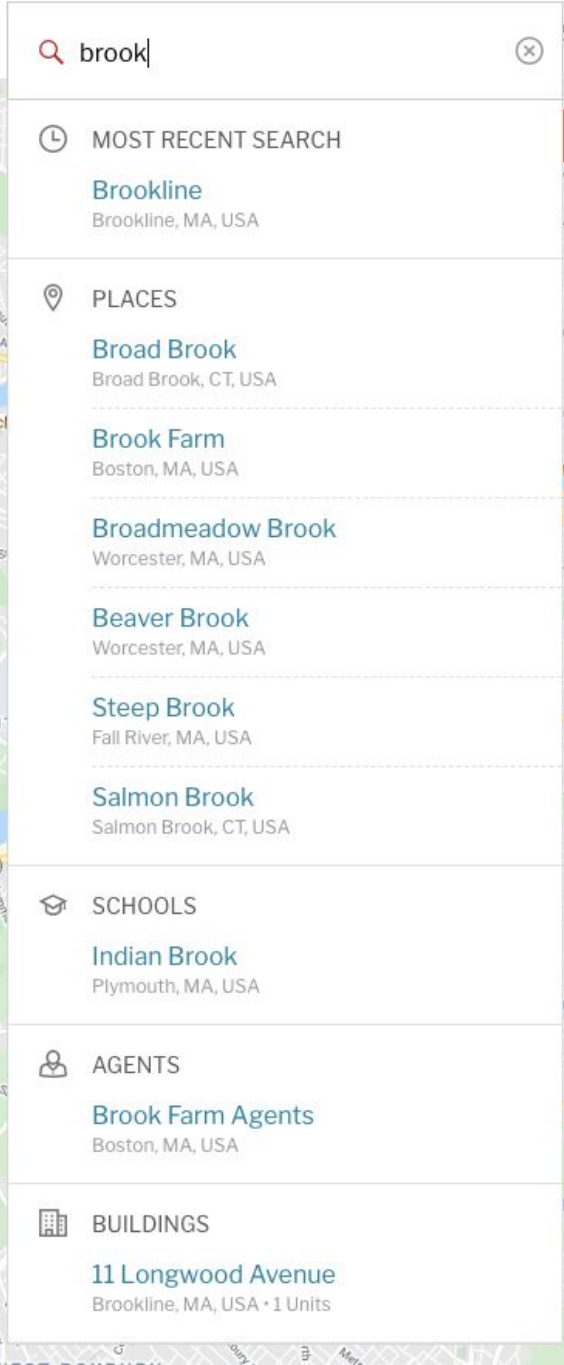 brook
MOST RECENT SEARCH
Brookline
Brookline, MA, USA
PLACES
Broad Brook
Broad Brook, CT, USA
Brook Farm
Boston, MA, USA
Broadmeadow Brook
Worcester, MA, USA
Beaver Brook
Worcester, MA, USA
Steep Brook
Fall River, MA, USA
Salmon Brook
Salmon Brook, CT, USA
SCHOOLS
Indian Brook
Plymouth, MA, USA
AGENTS
Brook Farm Agents
Boston, MA, USA
BUILDINGS
11 Longwood Avenue
Brookline, MA, USA • 1 Units